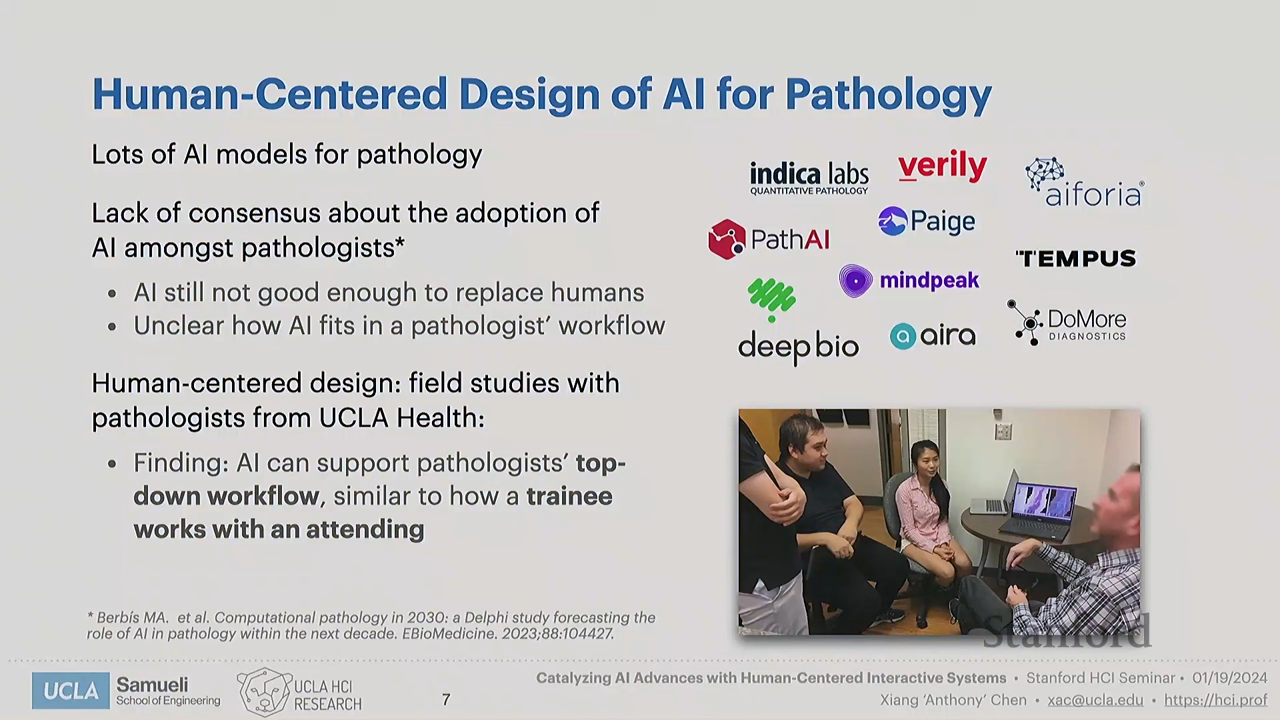 Human-Centered Design of AI for Pathology
Lots of AI models for pathology
Lack of consensus about the adoption of
AI amongst pathologists*
• AI still not good enough to replace humans
• Unclear how AI fits in a pathologist’ workflow
Human-centered design: field studies with
pathologists from UCLA Health:
• Finding: AI can support pathologists’ top-
down workflow, similar to how a trainee
works with an attending
indica labs
QUANTITATIVE PATHOLOGY
verily
aiforia®
PathAI
Paige
TEMPUS
mindpeak
deep bio
aira
DoMore
DIAGNOSTICS
* Berbís MA. et al. Computational pathology in 2030: a Delphi study forecasting the
role of AI in pathology within the next decade. EBioMedicine. 2023;88:104427.
Stanford
UCLA
Samueli
School of Engineering
UCLA HCI
RESEARCH
7
Catalyzing AI Advances with Human-Centered Interactive Systems • Stanford HCI Seminar • 01/19/2024
Xiang ‘Anthony’ Chen • xac@ucla.edu • https://hci.prof